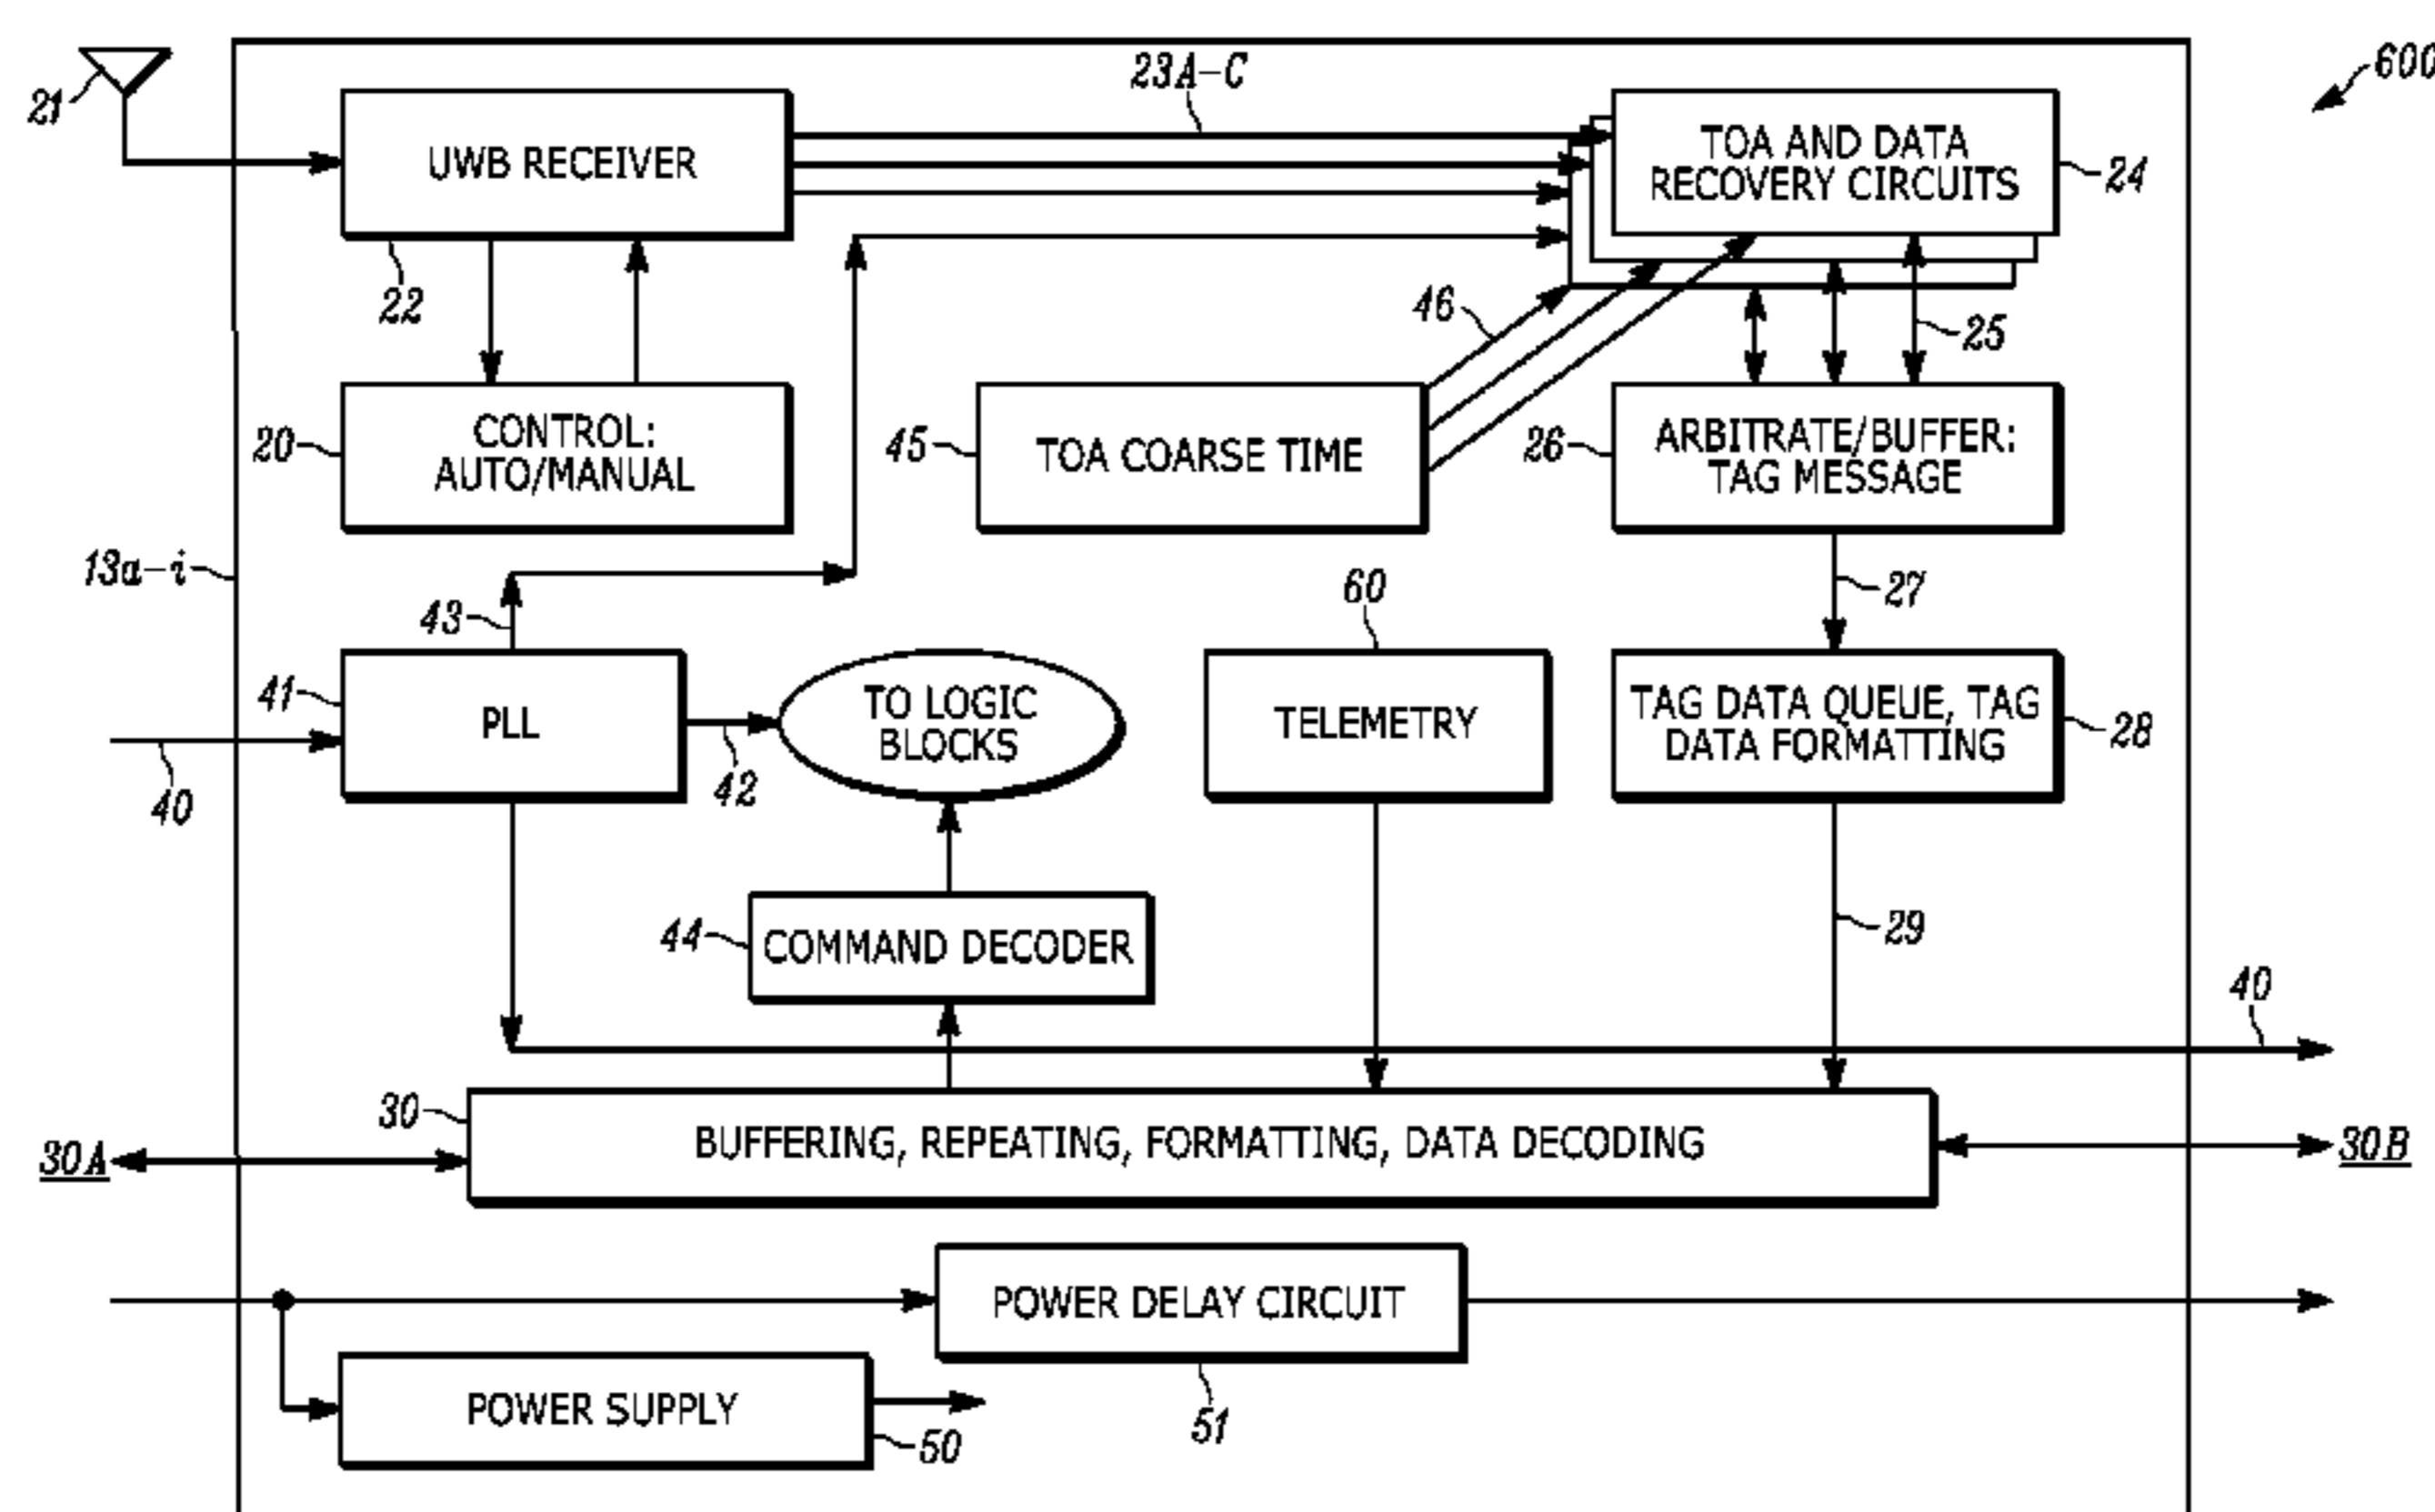 600
21
23A-C
UWB RECEIVER
TOA AND DATA
RECOVERY CIRCUITS
24
22
46
25
20
CONTROL:
AUTO/MANUAL
45
TOA COARSE TIME
26
ARBITRATE/BUFFER:
TAG MESSAGE
13a-i
43
60
27
41
PLL
TO LOGIC
BLOCKS
TELEMETRY
TAG DATA QUEUE, TAG
DATA FORMATTING
28
40
42
44
COMMAND DECODER
29
40
30
BUFFERING, REPEATING, FORMATTING, DATA DECODING
30A
30B
POWER DELAY CIRCUIT
POWER SUPPLY
51
50